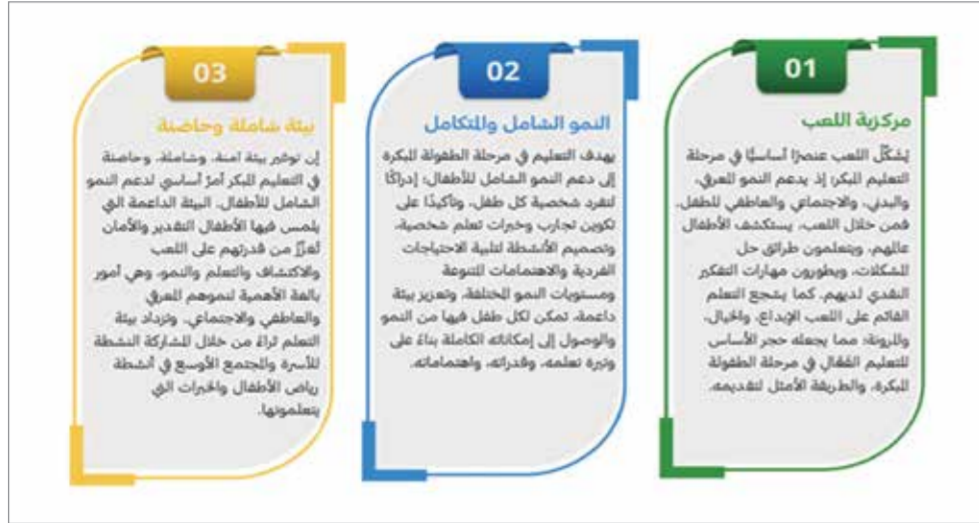 01
مركزية اللعب
يُشكِّل اللعب عنصرًا أساسيًّا في مرحلة
التعليم المبكر؛ إذ يدعم النمو المعرفي،
والبدني، والاجتماعي والعاطفي للطفل.
فمن خلال اللعب، يستكشف الأطفال
عالمهم، ويتعلمون طرائق حل
المشكلات، ويطورون مهارات التفكير
النقدي لديهم. كما يشجع التعلم
القائم على اللعب الإبداع، والخيال،
والمرونة؛ مما يجعله حجر الأساس
للتعليم الفعّال في مرحلة الطفولة
المبكرة، والطريقة الأمثل لتقديمه.
02
النمو الشامل والمتكامل
يهدف التعليم في مرحلة الطفولة المبكرة
إلى دعم النمو الشامل للأطفال؛ إدراكًا
لتفرد شخصية كل طفل، وتأكيدًا على
تكوين تجارب وخبرات تعلم شخصية،
وتصميم الأنشطة لتلبية الاحتياجات
الفردية والاهتمامات المتنوعة
ومستويات النمو المختلفة، وتعزيز بيئة
داعمة، تمكن لكل طفل فيها من النمو
والوصول إلى إمكاناته الكاملة بناءً على
وتيرة تعلمه، وقدراته، واهتماماته.
03
بيئة شاملة وحاضنة
إن توفير بيئة آمنة، وشاملة، وحاضنة
في التعليم المبكر أمرٌ أساسي لدعم النمو
الشامل للأطفال. البيئة الداعمة التي
يلمس فيها الأطفال التقدير والأمان
تُعزِّز من قدرتهم على اللعب
والاكتشاف والتعلم والنمو، وهي أمور
بالغة الأهمية لنموهم المعرفي
والعاطفي والاجتماعي. وتزداد بيئة
التعلم ثراءً من خلال المشاركة النشطة
للأسرة والمجتمع الأوسع في أنشطة
رياض الأطفال والخبرات التي
يتعلمونها.